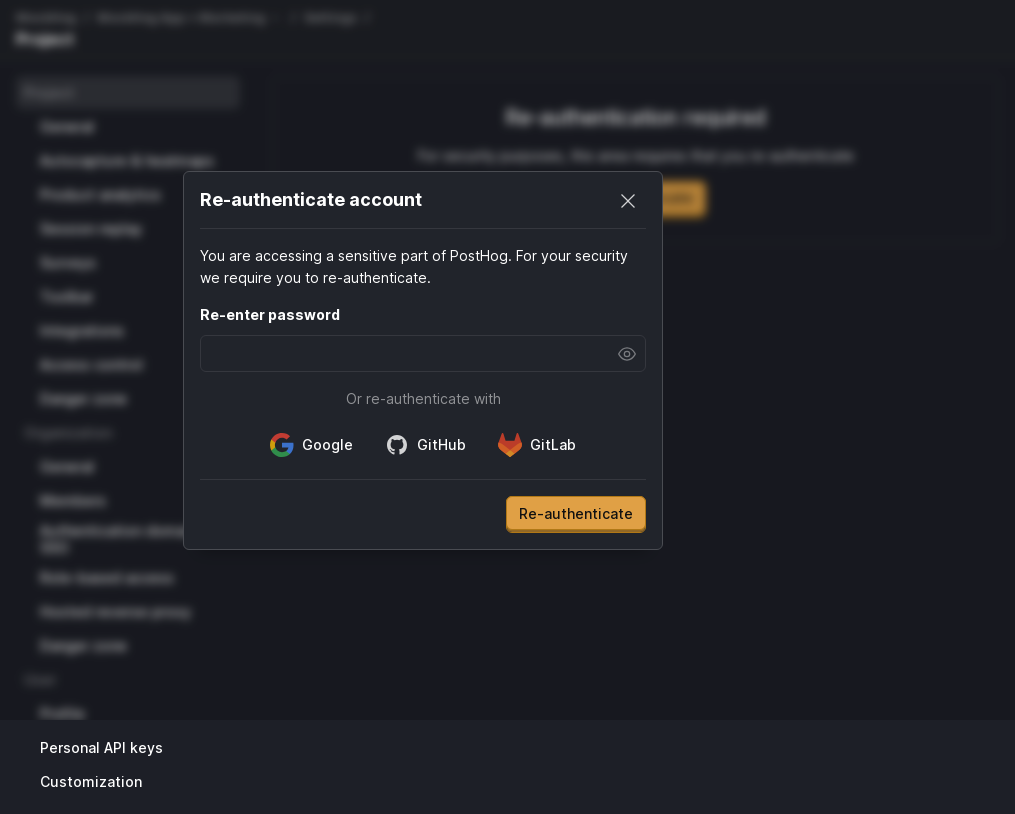 Project
Project
General
Autocapture & heatmaps
Product analytics
Session replay
Surveys
Toolbar
Integrations
Access control
Danger zone
Organization
General
Members
Authentication
Role-based access
Hosted reverse proxy
Danger zone
User
Profile
Personal API keys
Customization
Re-authentication required
For security purposes, this area requires that you re-authenticate
Re-authenticate account
You are accessing a sensitive part of PostHog. For your security
we require you to re-authenticate.
Re-enter password
Or re-authenticate with
Google GitHub GitLab
Re-authenticate